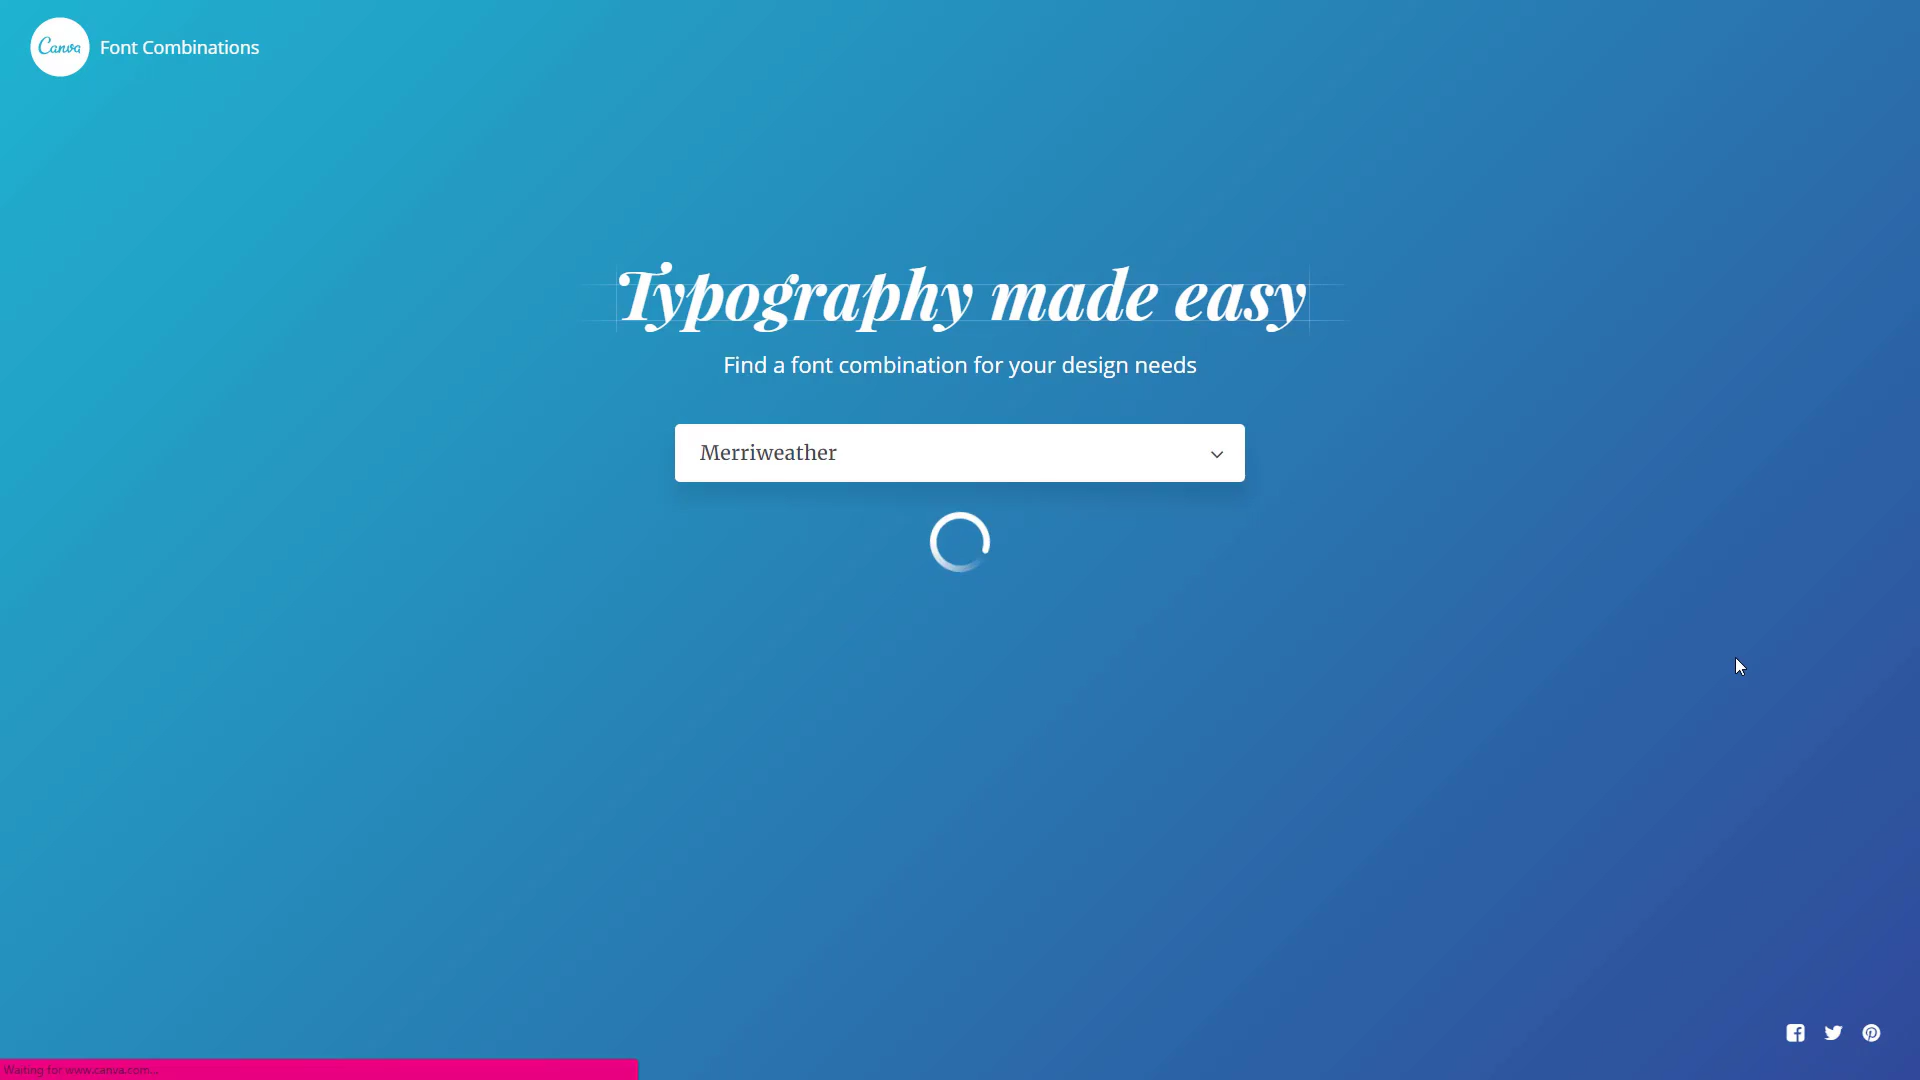 Canva
Font Combinations
Typography made easy
Find a font combination for your design needs
Merriweather
Waiting for www.canva.com...